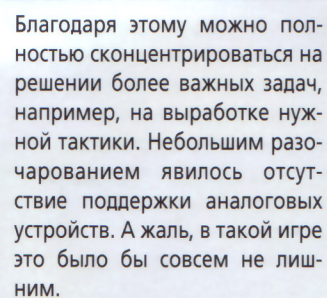 Благодаря этому можно пол-
ностью сконцентрироваться на
решении более важных задач,
например, на выработке нуж-
ной тактики. Небольшим разо-
чарованием явилось отсут-
ствие поддержки аналоговых
устройств. А жаль, в такой игре
это было бы совсем не лиш-
ним.